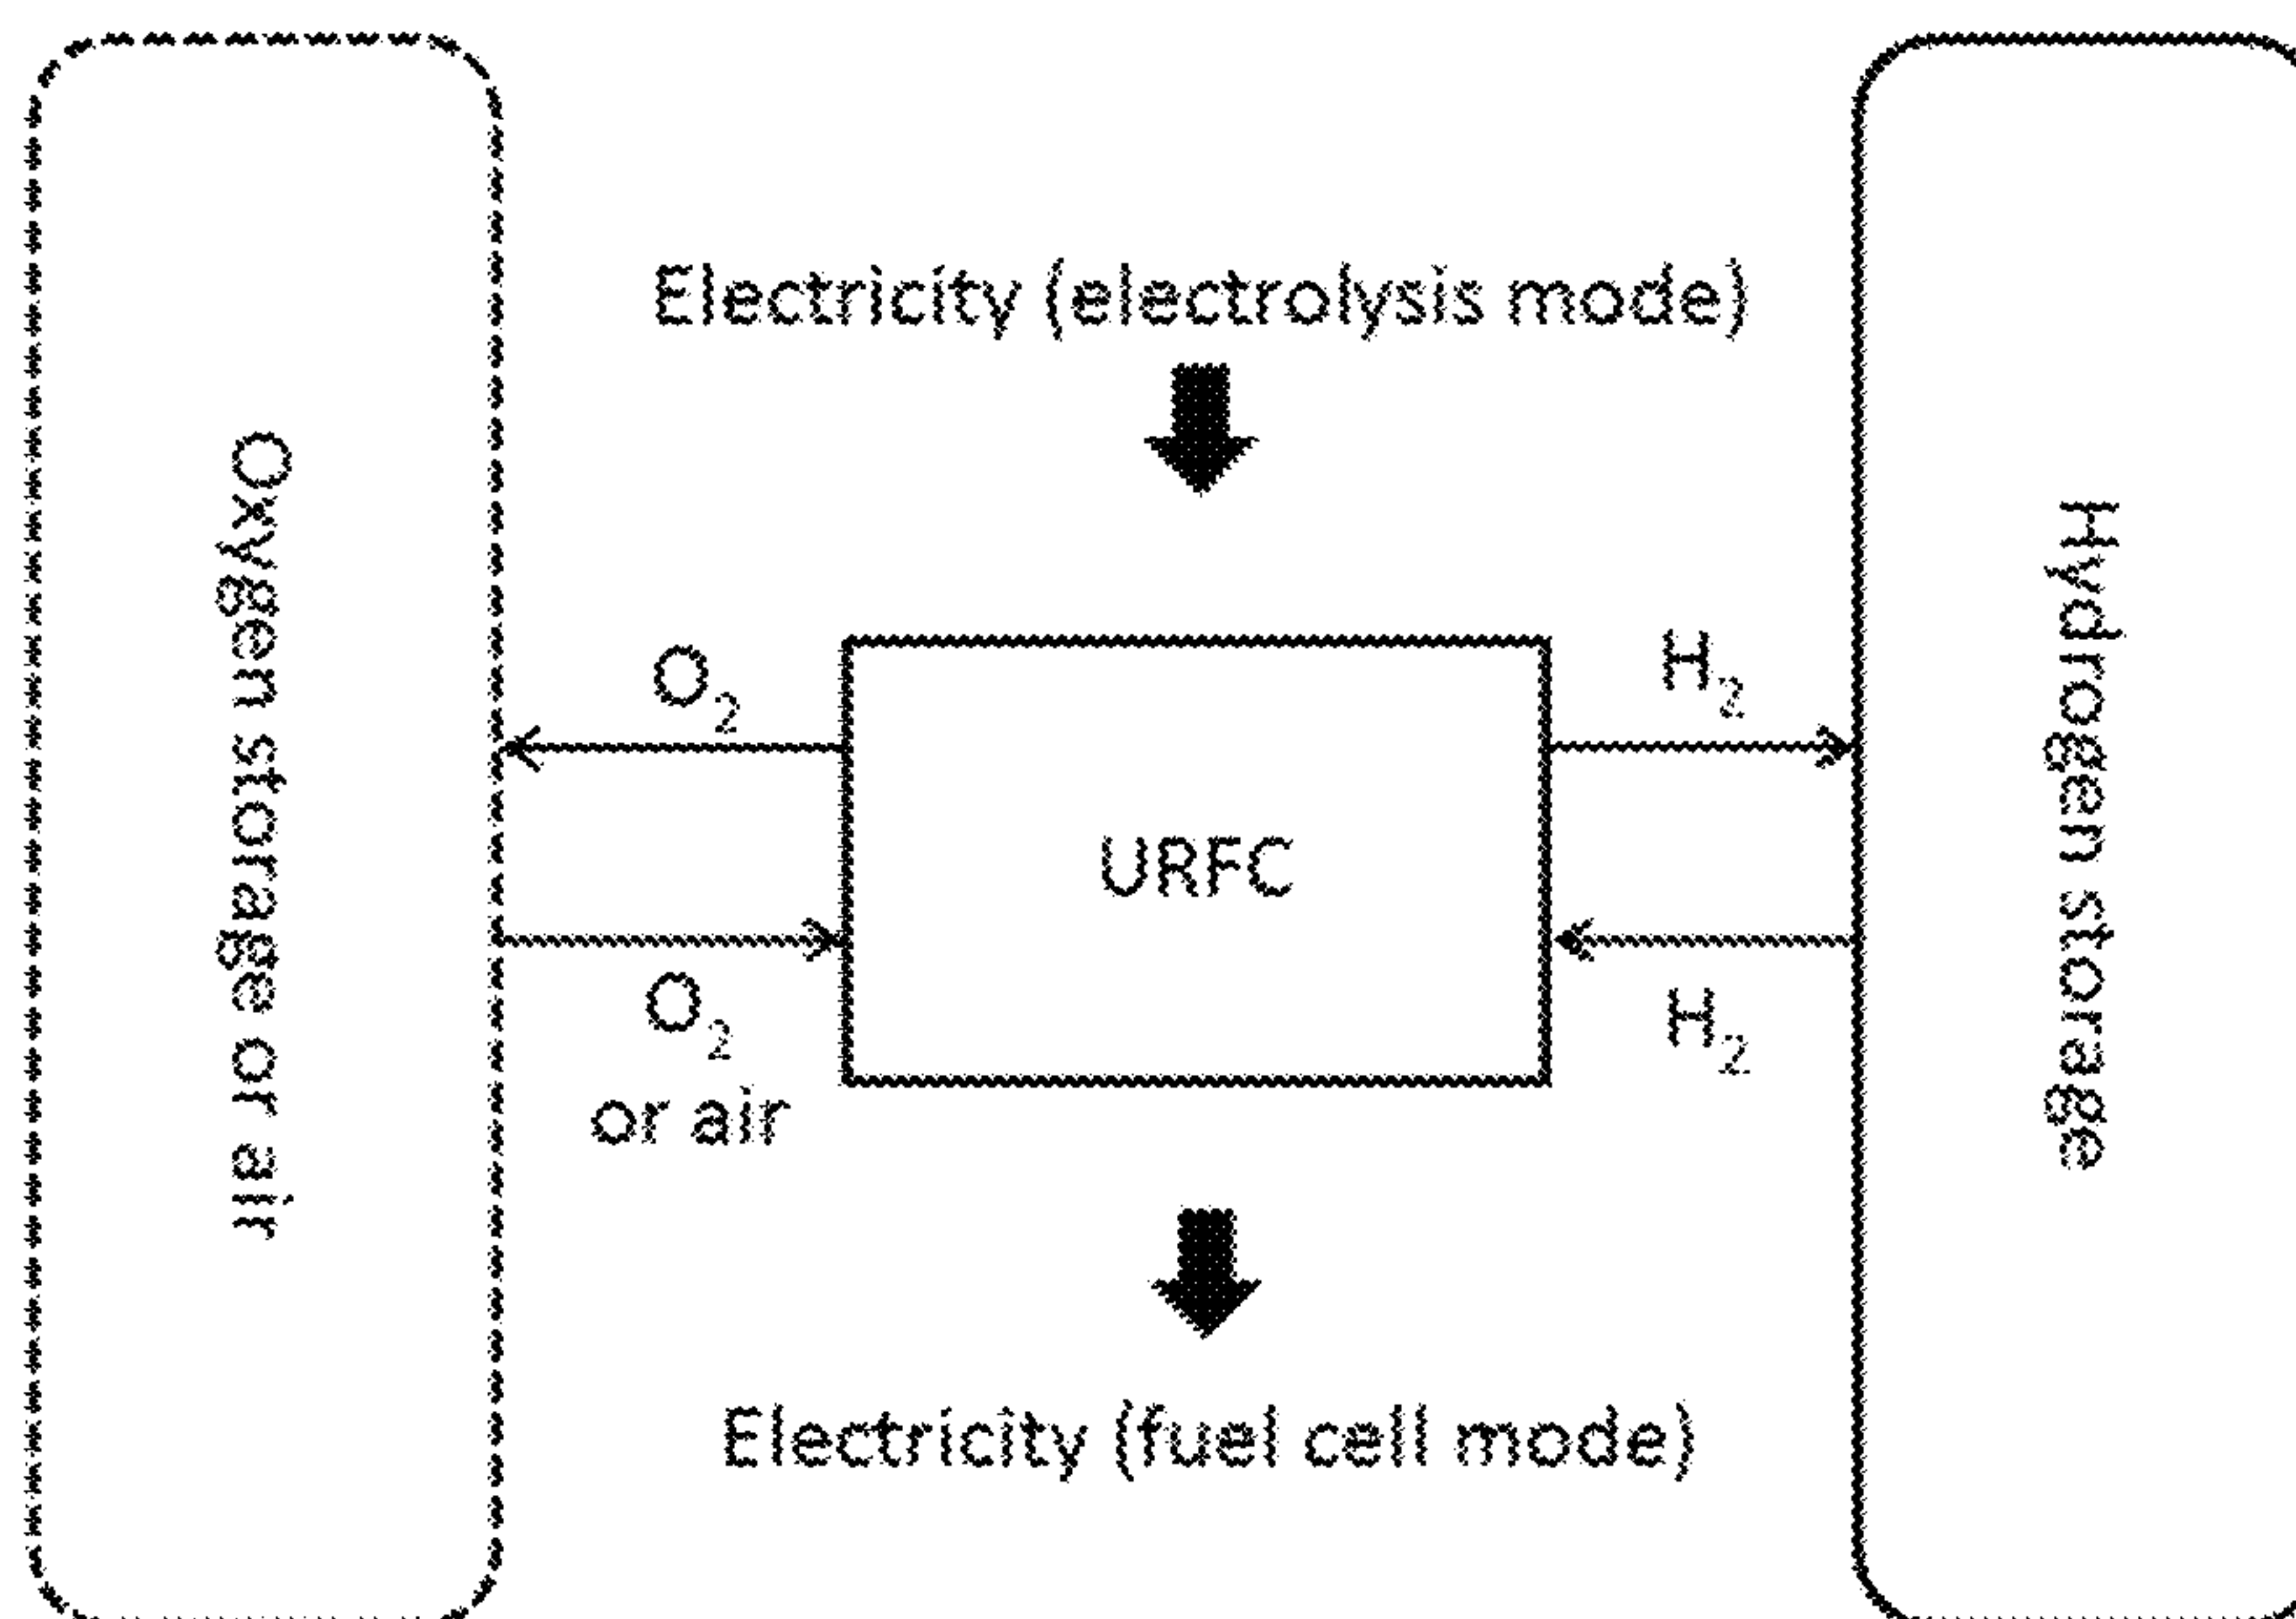 Electricity (electrolysis mode)
Oxygen storage or air
O₂
H₂
URFC
Hydrogen storage
O₂
or air
H₂
Electricity (fuel cell mode)